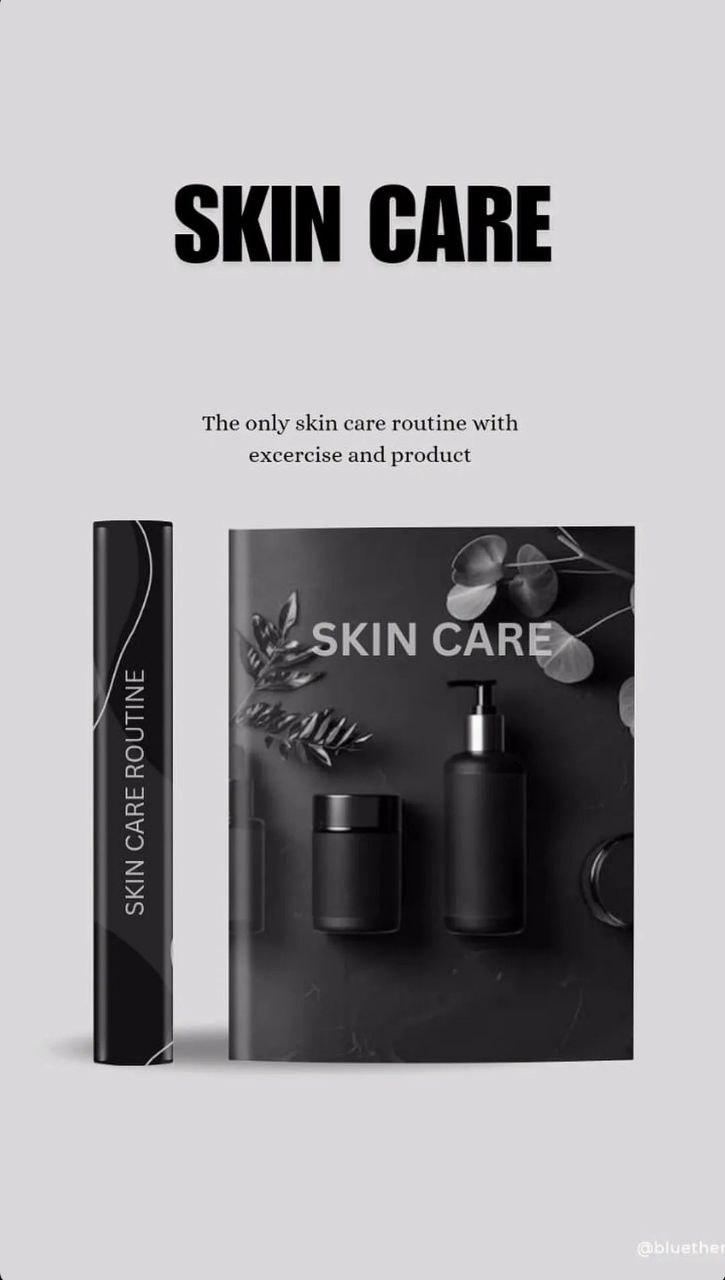 SKIN CARE
The only skin care routine with
excercise and product
SKIN CARE ROUTINE
SKIN CARE
@bluether